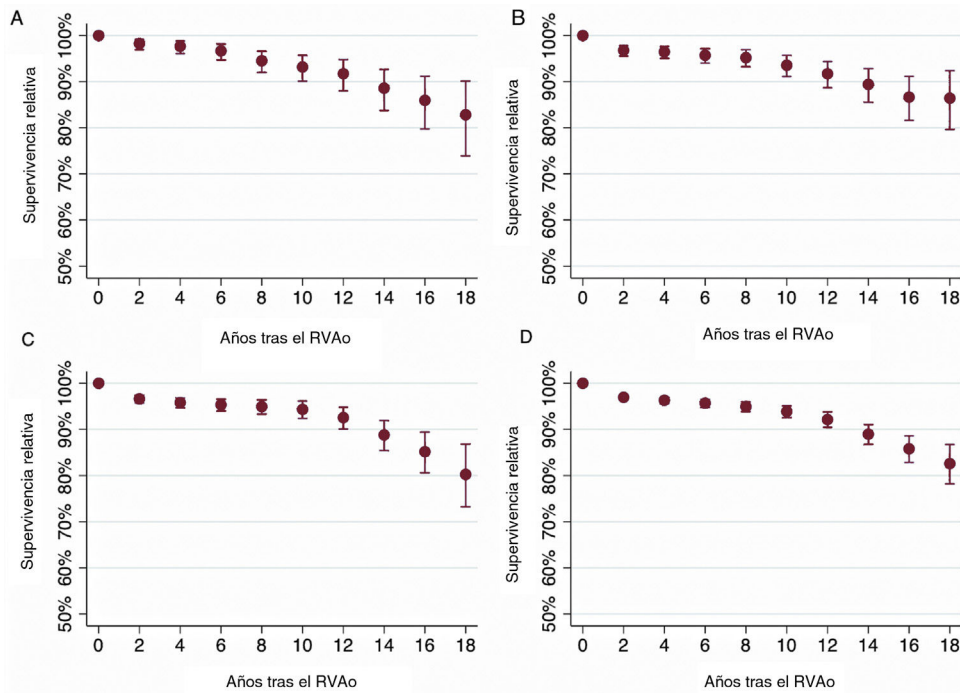 A
Supervivencia relativa
100%
90%
80%
70%
60%
50%
0 2 4 6 8 10 12 14 16 18
Años tras el RVAo
B
Supervivencia relativa
100%
90%
80%
70%
60%
50%
0 2 4 6 8 10 12 14 16 18
Años tras el RVAo
C
Supervivencia relativa
100%
90%
80%
70%
60%
50%
0 2 4 6 8 10 12 14 16 18
Años tras el RVAo
D
Supervivencia relativa
100%
90%
80%
70%
60%
50%
0 2 4 6 8 10 12 14 16 18
Años tras el RVAo